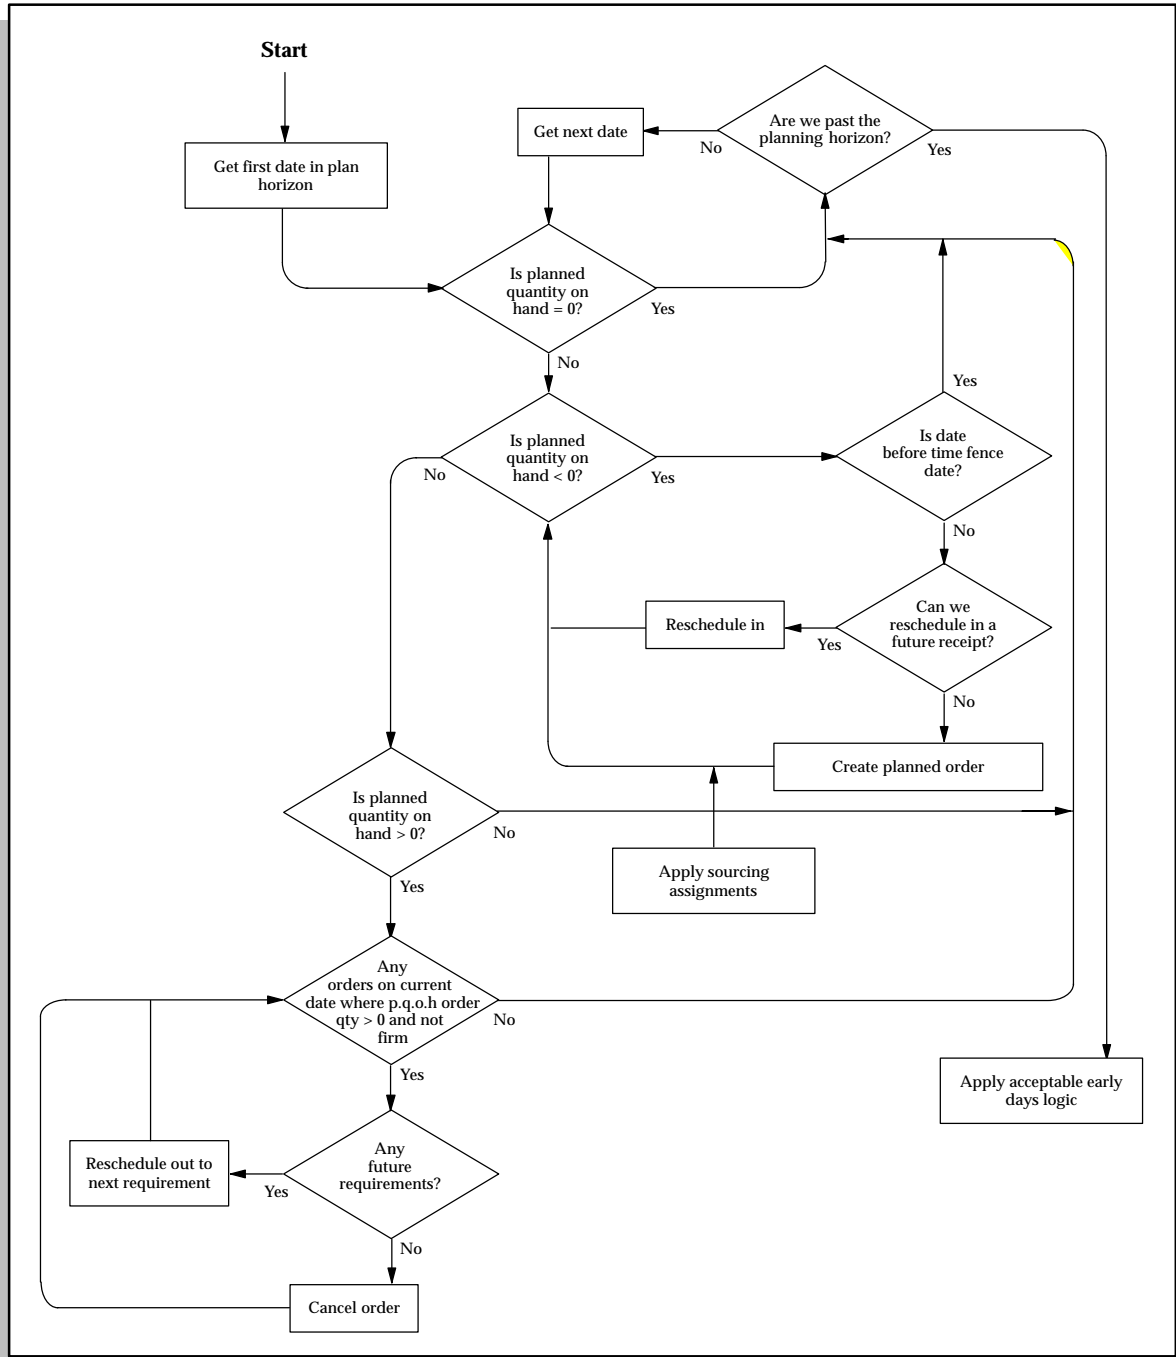 Start
Get first date in plan
horizon
Get next date
Are we past the
planning horizon?
No
Yes
Is planned
quantity on
hand = 0?
Yes
No
Is planned
quantity on
hand < 0?
No
Yes
Yes
Is date
before time fence
date?
No
Can we
reschedule in a
future receipt?
Yes
Reschedule in
No
Create planned order
Is planned
quantity on
hand > 0?
No
Apply sourcing
assignments
Yes
Any
orders on current
date where p.q.o.h order
qty > 0 and not
firm
No
Yes
Apply acceptable early
days logic
Any
future
requirements?
Yes
Reschedule out to
next requirement
No
Cancel order